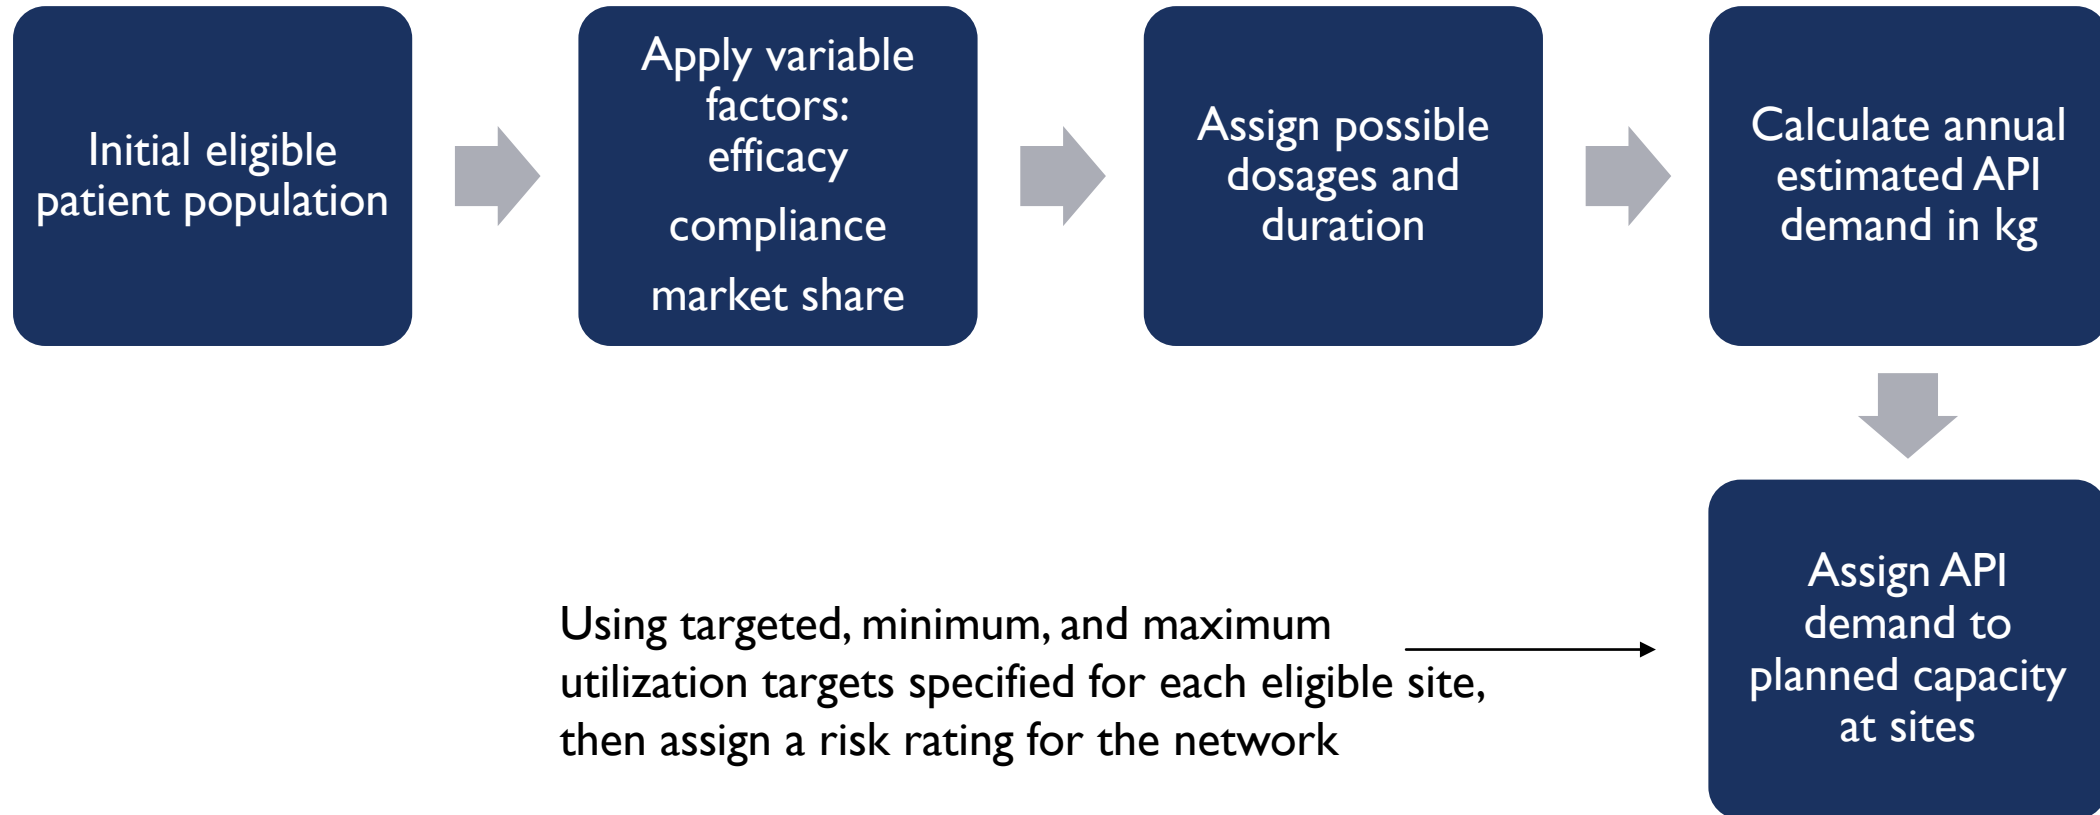 Initial eligible
patient population
Apply variable
factors:
efficacy
compliance
market share
Assign possible
dosages and
duration
Calculate annual
estimated API
demand in kg
Assign API
demand to
planned capacity
at sites
Using targeted, minimum, and maximum
utilization targets specified for each eligible site,
then assign a risk rating for the network